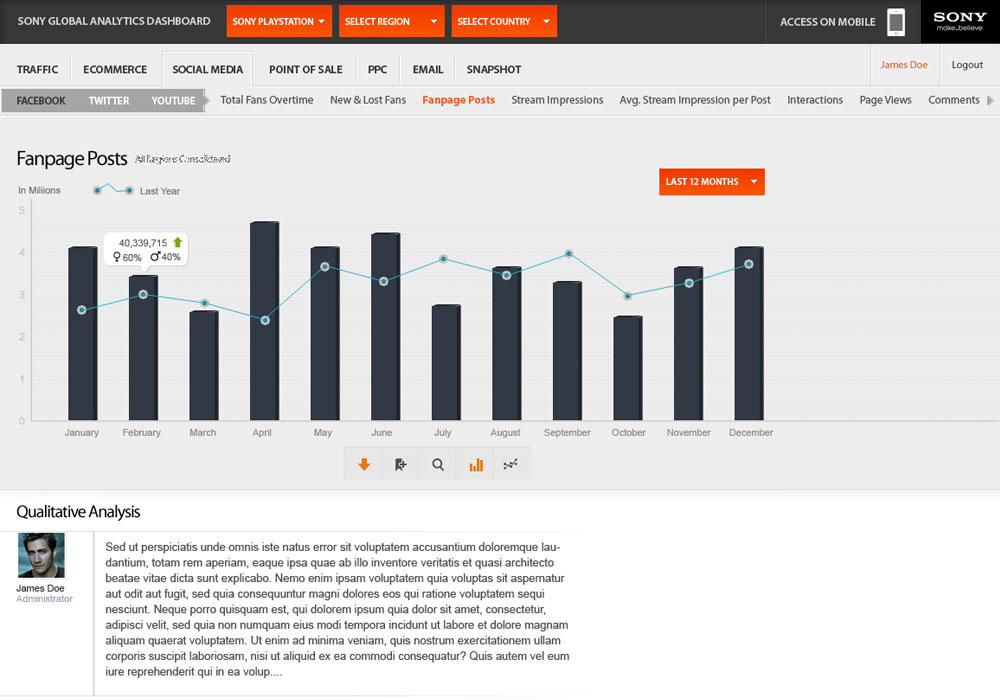 SONY GLOBAL ANALYTICS DASHBOARD SONY PLAYSTATION SELECT REGION SELECT COUNTRY ACCESS ON MOBILE SONY
make.believe
TRAFFIC ECOMMERCE SOCIAL MEDIA POINT OF SALE PPC EMAIL SNAPSHOT James Doe Logout
FACEBOOK TWITTER YOUTUBE Total Fans Overtime New & Lost Fans Fanpage Posts Stream Impressions Avg. Stream Impression per Post Interactions Page Views Comments
Fanpage Posts All Regions Consolidated
LAST 12 MONTHS
In Miliions Last Year
5
4
3
2
1
0
40,339,715
♀60% ♂40%
January February March April May June July August September October November December
Qualitative Analysis
James Doe
Administrator
Sed ut perspiciatis unde omnis iste natus error sit voluptatem accusantium doloremque lau-
dantium, totam rem aperiam, eaque ipsa quae ab illo inventore veritatis et quasi architecto
beatae vitae dicta sunt explicabo. Nemo enim ipsam voluptatem quia voluptas sit aspernatur
aut odit aut fugit, sed quia consequuntur magni dolores eos qui ratione voluptatem sequi
nesciunt. Neque porro quisquam est, qui dolorem ipsum quia dolor sit amet, consectetur,
adipisci velit, sed quia non numquam eius modi tempora incidunt ut labore et dolore magnam
aliquam quaerat voluptatem. Ut enim ad minima veniam, quis nostrum exercitationem ullam
corporis suscipit laboriosam, nisi ut aliquid ex ea commodi consequatur? Quis autem vel eum
iure reprehenderit qui in ea volup....